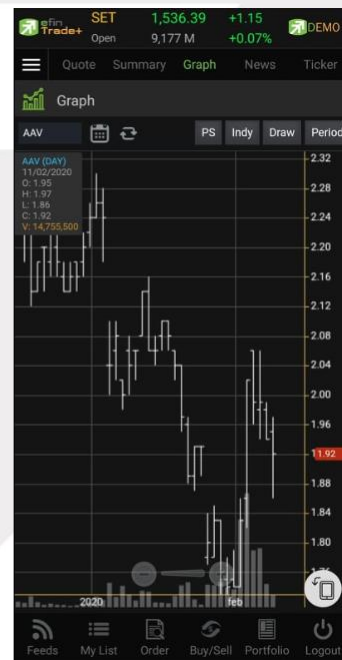 efin Trade+ SET 1,536.39 +1.15 DEMO
Open 9,177 M +0.07%
Quote Summary Graph News Ticker
Graph
AAV PS Indy Draw Period
AAV (DAY)
11/02/2020
O: 1.95
H: 1.97
L: 1.86
C: 1.92
V: 14,755,500
2.32
2.28
2.24
2.20
2.16
2.12
2.08
2.04
2.00
1.96
1.92
1.88
1.84
1.80
2020 feb
Feeds My List Order Buy/Sell Portfolio Logout